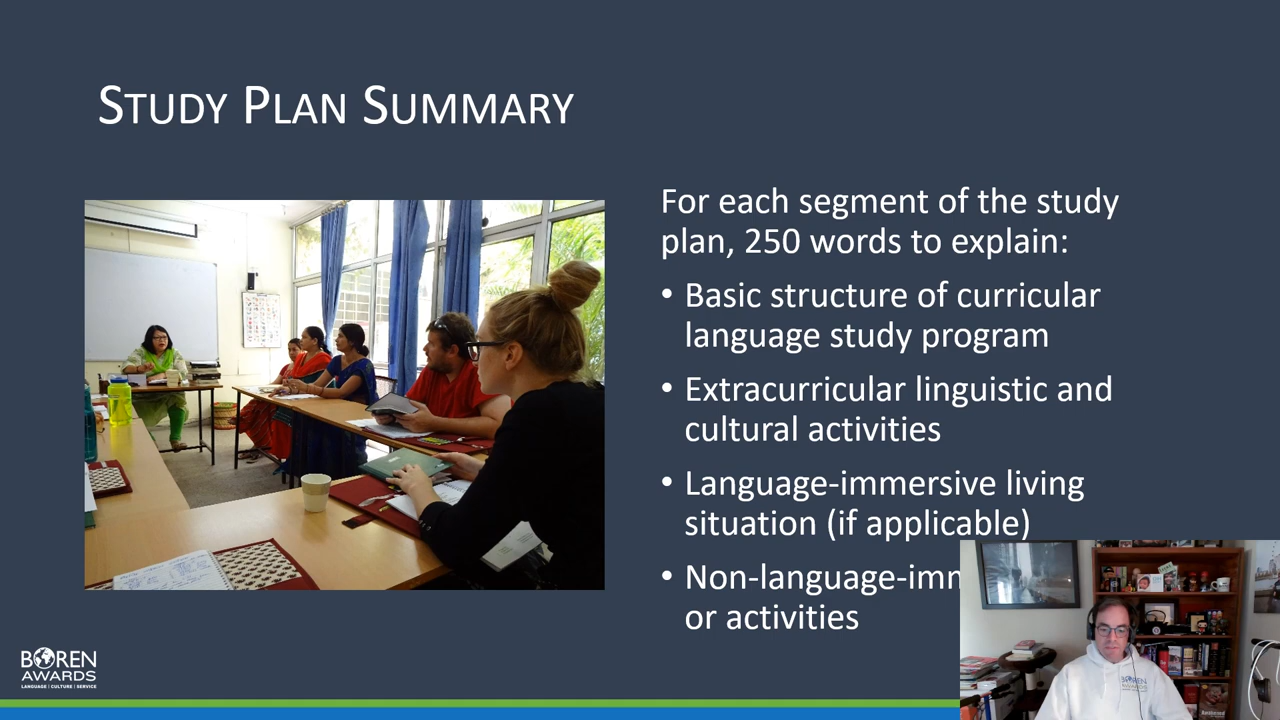 Study Plan Summary
For each segment of the study
plan, 250 words to explain:
• Basic structure of curricular
language study program
• Extracurricular linguistic and
cultural activities
• Language-immersive living
situation (if applicable)
• Non-language-imm
or activities
BOREN
AWARDS
LANGUAGE | CULTURE | SERVICE
BOREN
AWARDS